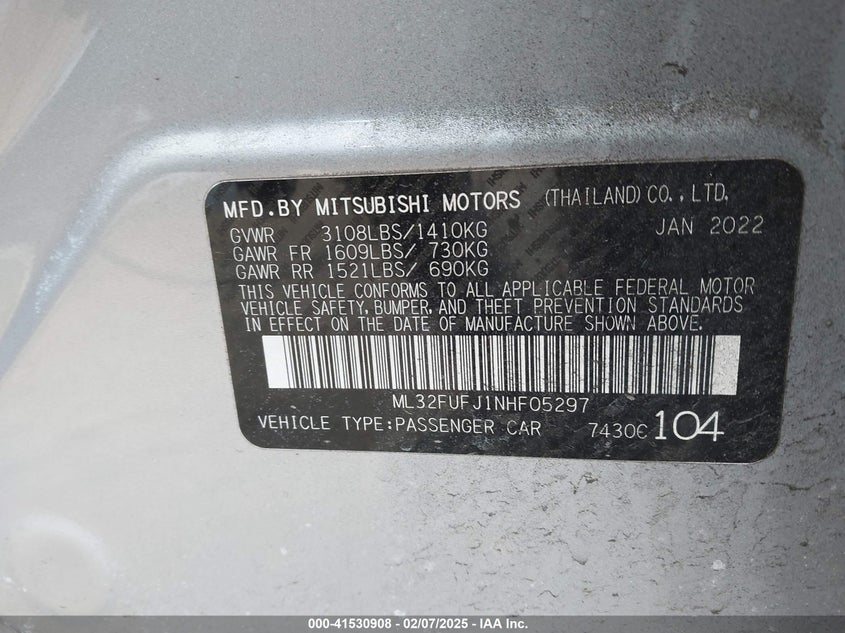 MFD.BY MITSUBISHI MOTORS (THAILAND)CO.,LTD.
GVWR 3108LBS/1410KG JAN 2022
GAWR FR 1609LBS/ 730KG
GAWR RR 1521LBS/ 690KG
THIS VEHICLE CONFORMS TO ALL APPLICABLE FEDERAL MOTOR
VEHICLE SAFETY, BUMPER, AND THEFT PREVENTION STANDARDS
IN EFFECT ON THE DATE OF MANUFACTURE SHOWN ABOVE.
ML32FUFJ1NHF05297
VEHICLE TYPE:PASSENGER CAR 7430C 104
000-41530908 - 02/07/2025 - IAA Inc.